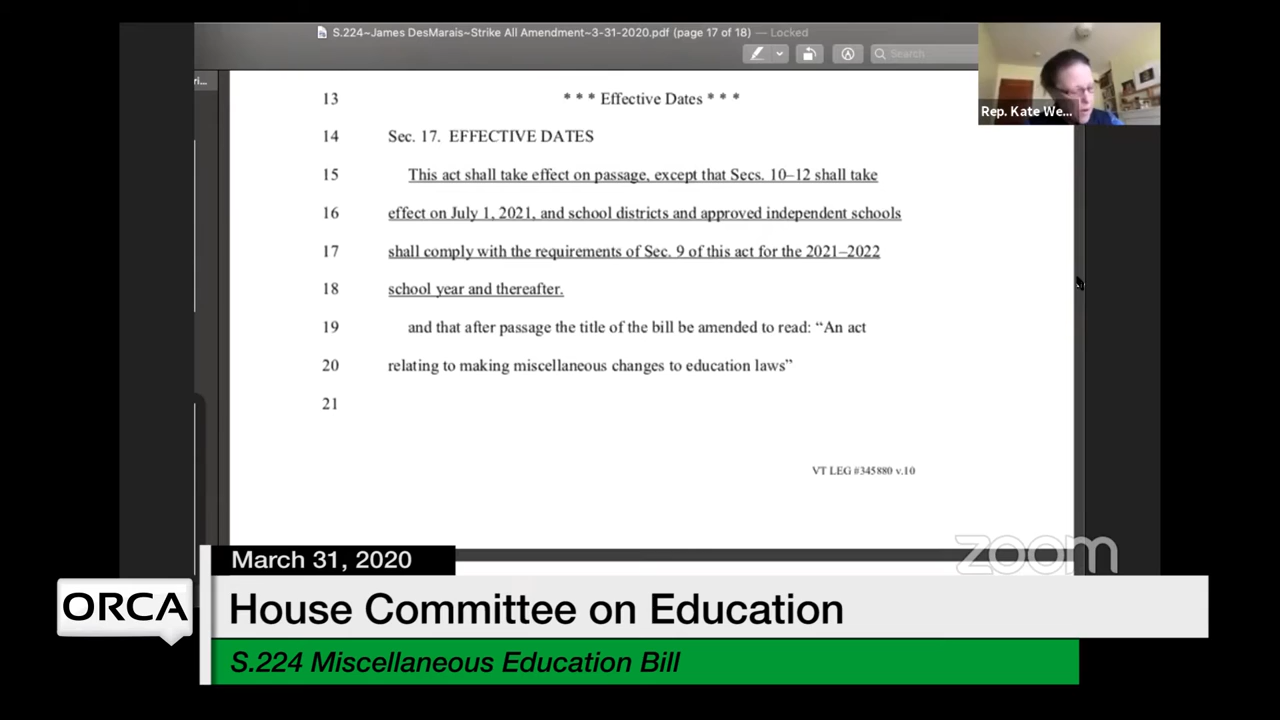 S.224~James DesMarais~Strike All Amendment~3-31-2020.pdf (page 17 of 18) — Locked
Search
ri...
Rep. Kate We...
13 * * * Effective Dates * * *
14 Sec. 17. EFFECTIVE DATES
15 This act shall take effect on passage, except that Secs. 10–12 shall take
16 effect on July 1, 2021, and school districts and approved independent schools
17 shall comply with the requirements of Sec. 9 of this act for the 2021–2022
18 school year and thereafter.
19 and that after passage the title of the bill be amended to read: “An act
20 relating to making miscellaneous changes to education laws”
21
VT LEG #345880 v.10
zoom
March 31, 2020
ORCA
House Committee on Education
S.224 Miscellaneous Education Bill